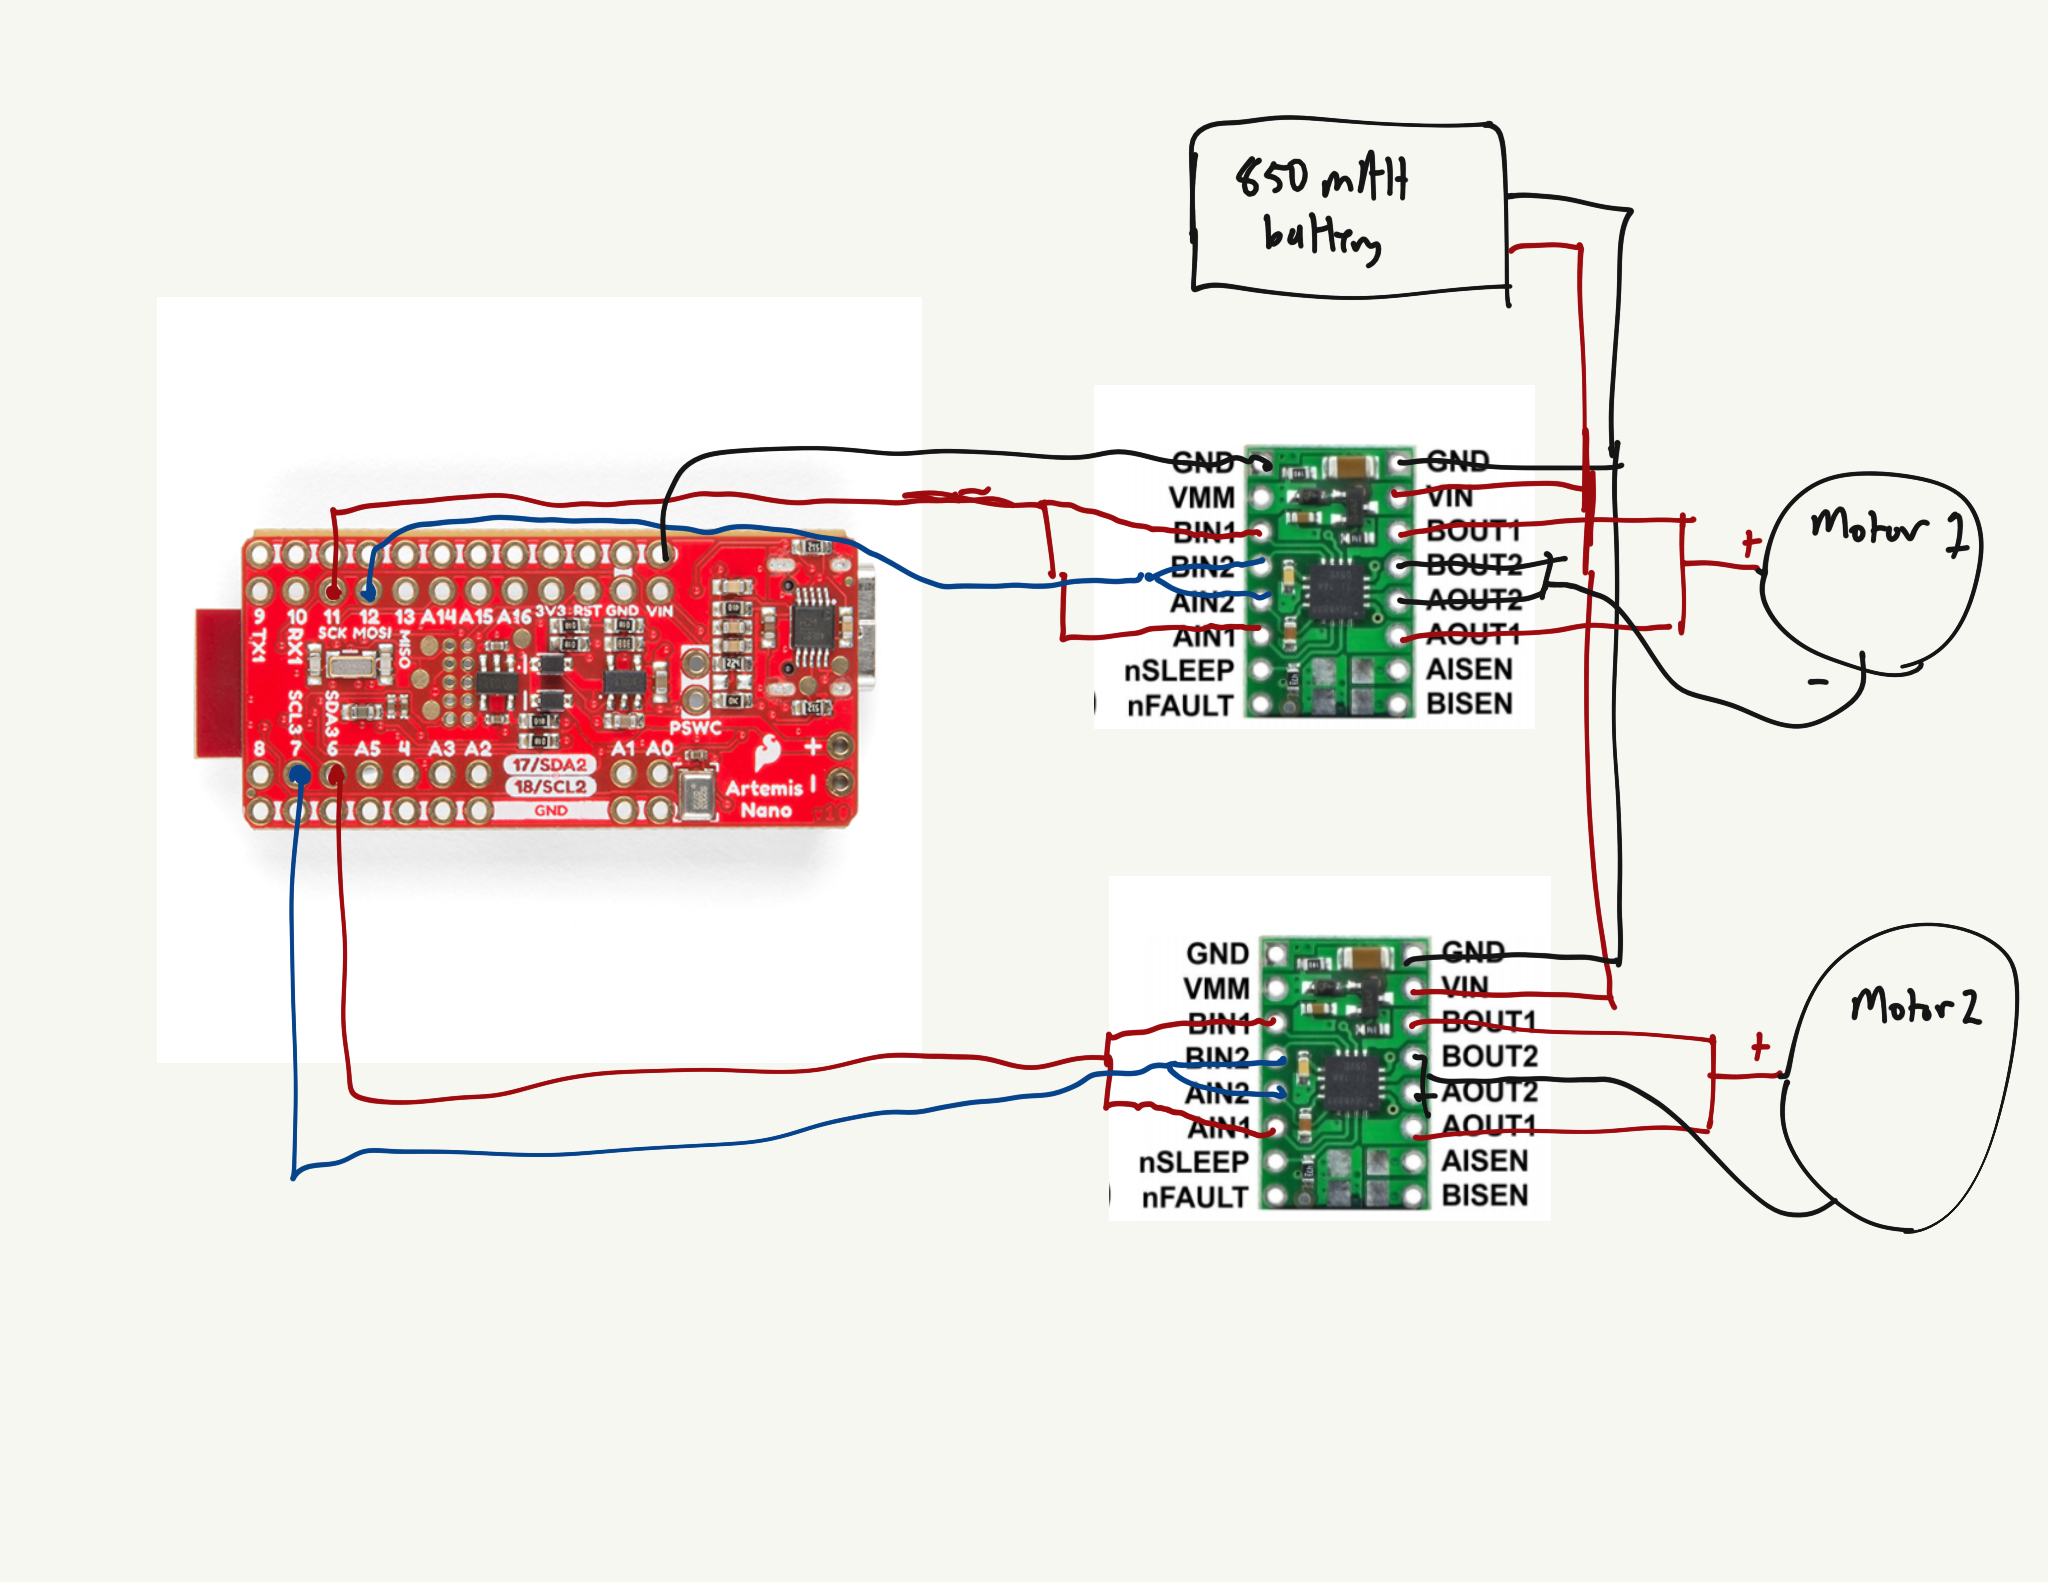 850 mAH
battery
GND
VMM
BIN1
BIN2
AIN2
AIN1
nSLEEP
nFAULT
GND
VIN
BOUT1
BOUT2
AOUT2
AOUT1
AISEN
BISEN
+
Motor 1
-
9 10 11 12 13 A14 A15 A16 3V3 RST GND VIN
TX1 RX1 SCK MOSI MISO
SCL3 SDA3
PSWC
8 7 6 A5 4 A3 A2 A1 A0
17/SDA2
18/SCL2
GND
+
-
Artemis
Nano
GND
VMM
BIN1
BIN2
AIN2
AIN1
nSLEEP
nFAULT
GND
VIN
BOUT1
BOUT2
AOUT2
AOUT1
AISEN
BISEN
+
Motor 2